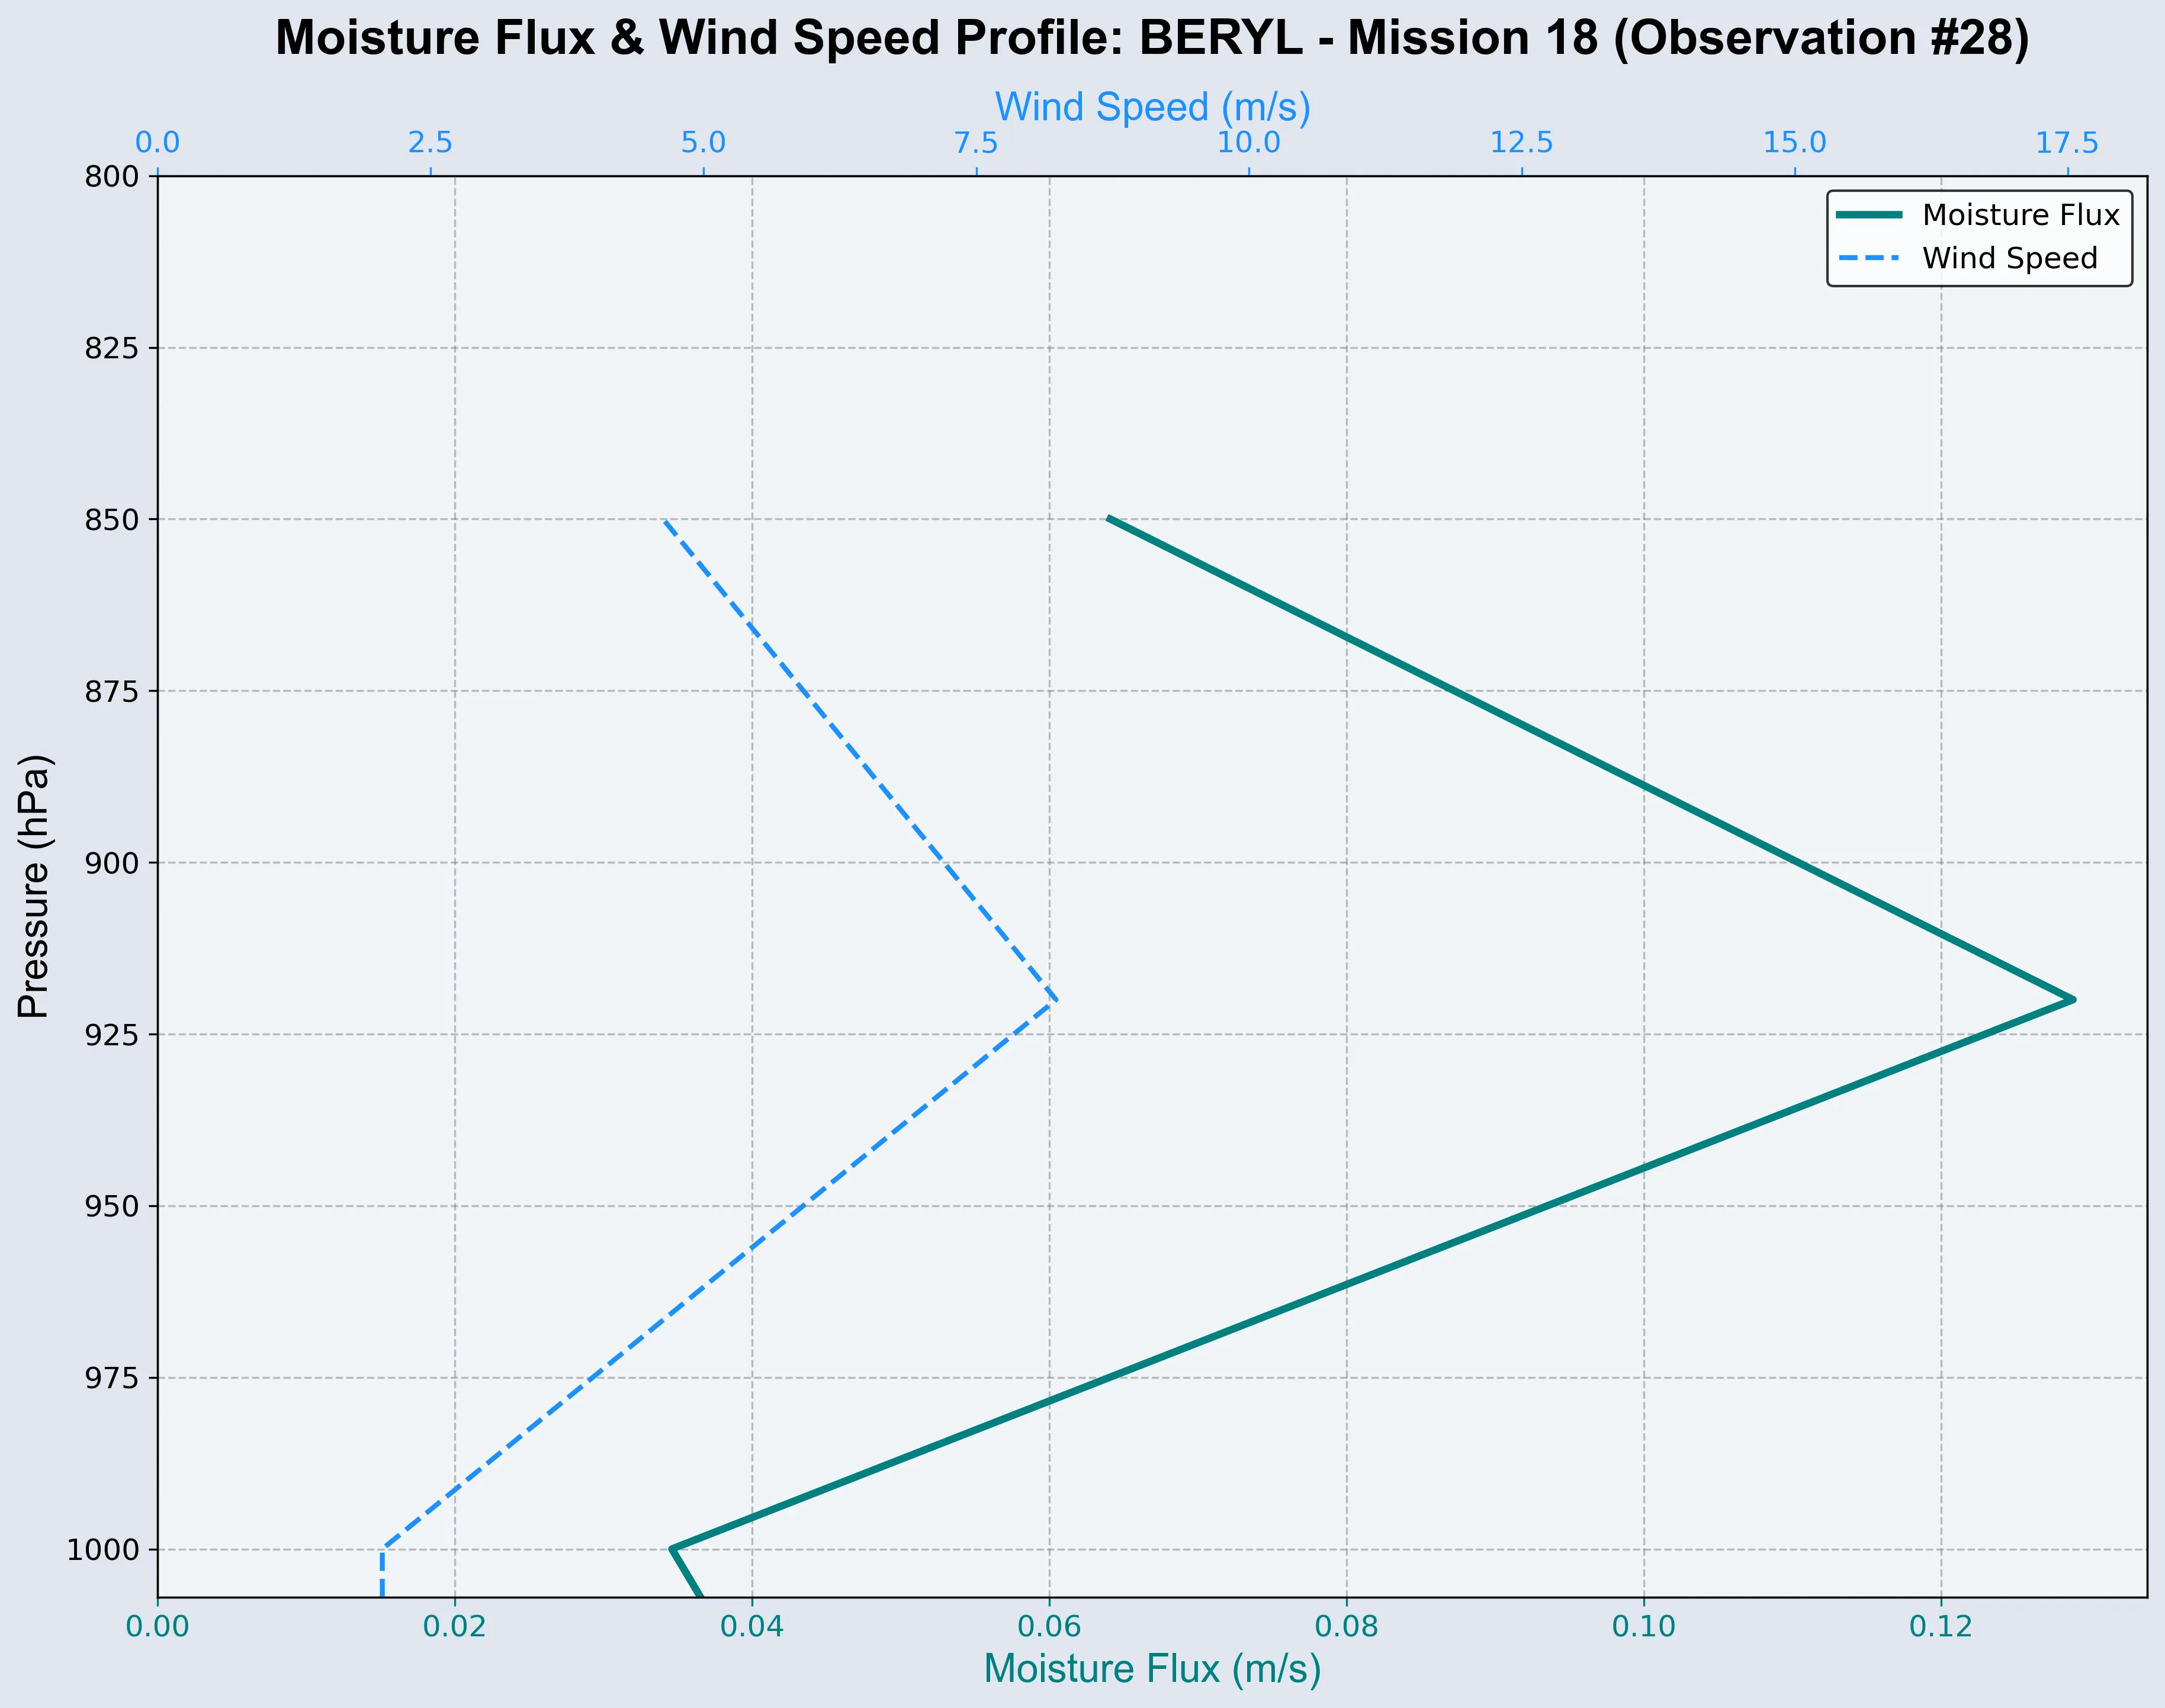 Moisture Flux & Wind Speed Profile: BERYL - Mission 18 (Observation #28)
Wind Speed (m/s)
0.0 2.5 5.0 7.5 10.0 12.5 15.0 17.5
Moisture Flux
Wind Speed
Pressure (hPa)
800
825
850
875
900
925
950
975
1000
0.00 0.02 0.04 0.06 0.08 0.10 0.12
Moisture Flux (m/s)